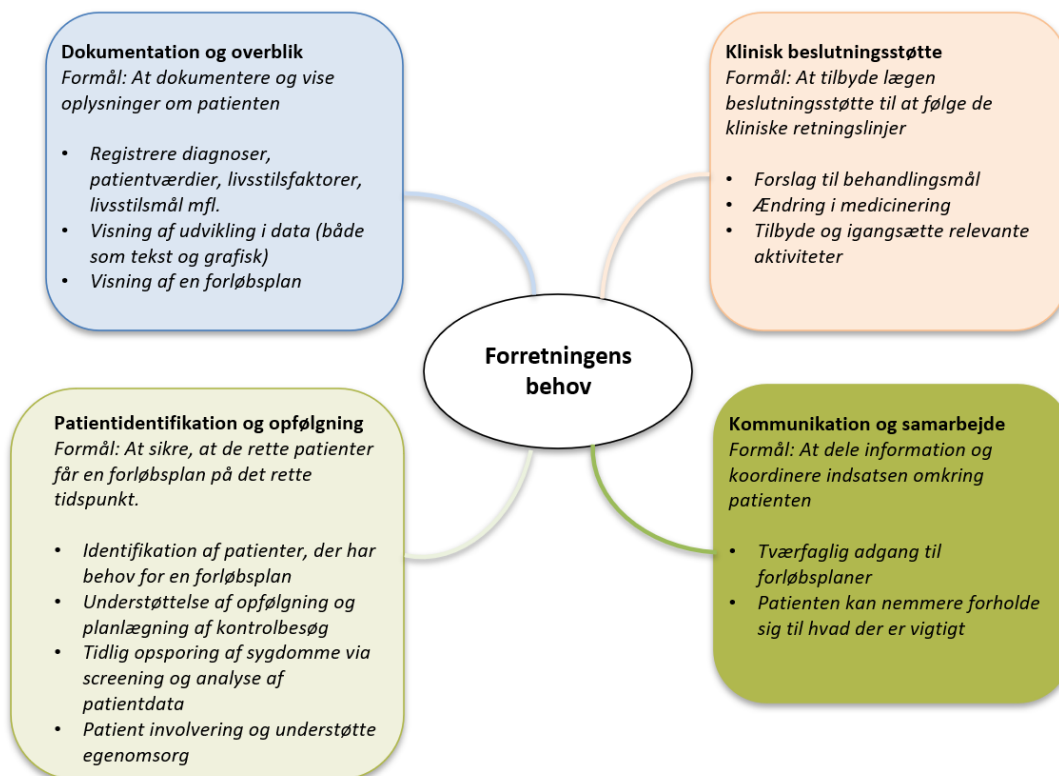 Dokumentation og overblik
Formål: At dokumentere og vise
oplysninger om patienten
• Registrere diagnoser,
patientværdier, livsstilsfaktorer,
livsstilsmål mfl.
• Visning af udvikling i data (både
som tekst og grafisk)
• Visning af en forløbsplan
Klinisk beslutningsstøtte
Formål: At tilbyde lægen
beslutningsstøtte til at følge de
kliniske retningslinjer
• Forslag til behandlingsmål
• Ændring i medicinering
• Tilbyde og igangsætte relevante
aktiviteter
Forretningens
behov
Patientidentifikation og opfølgning
Formål: At sikre, at de rette patienter
får en forløbsplan på det rette
tidspunkt.
• Identifikation af patienter, der har
behov for en forløbsplan
• Understøttelse af opfølgning og
planlægning af kontrolbesøg
• Tidlig opsporing af sygdomme via
screening og analyse af
patientdata
• Patient involvering og understøtte
egenomsorg
Kommunikation og samarbejde
Formål: At dele information og
koordinere indsatsen omkring
patienten
• Tværfaglig adgang til
forløbsplaner
• Patienten kan nemmere forholde
sig til hvad der er vigtigt